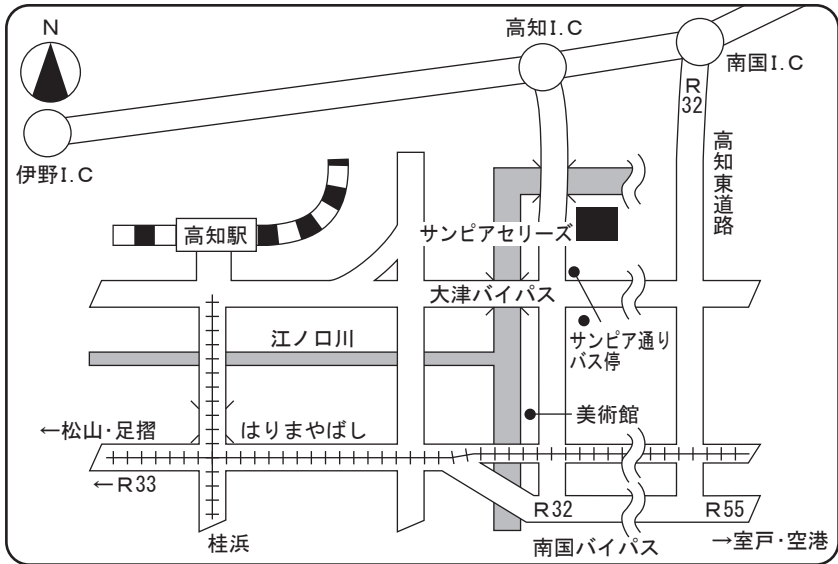 N
高知I.C
南国I.C
R
32
伊野I.C
高知東道路
高知駅
サンピアセリーズ
大津バイパス
江ノ口川
サンピア通り
バス停
←松山・足摺
はりまやばし
美術館
←R33
桂浜
R32
R55
南国バイパス
→室戸・空港